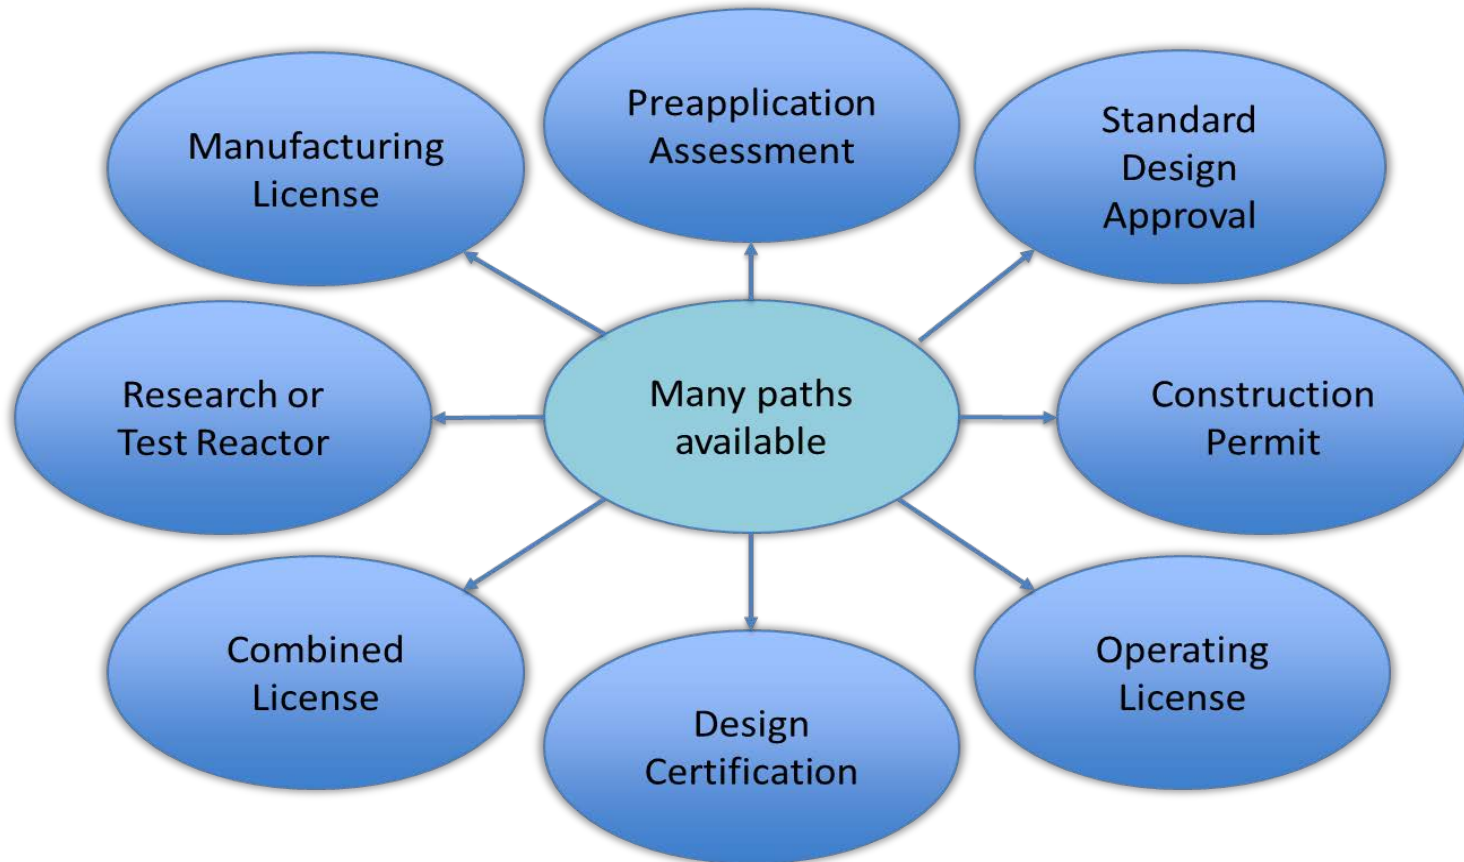 Preapplication
Assessment
Standard
Design
Approval
Construction
Permit
Operating
License
Design
Certification
Combined
License
Research or
Test Reactor
Manufacturing
License
Many paths
available